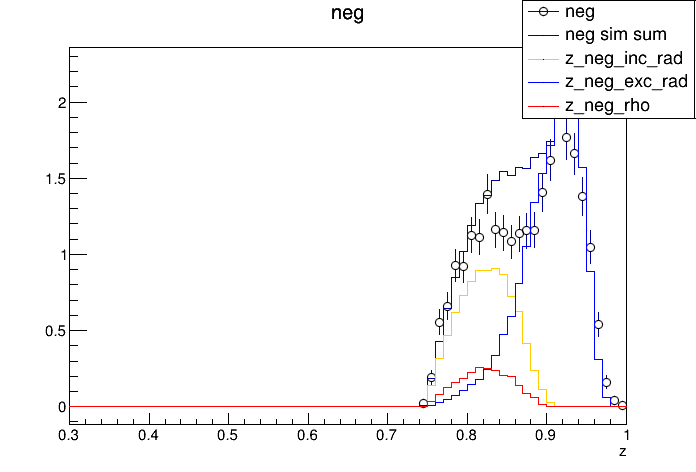 neg
neg
neg sim sum
z_neg_inc_rad
z_neg_exc_rad
z_neg_rho
2
1.5
1
0.5
0
0.3 0.4 0.5 0.6 0.7 0.8 0.9 1
z